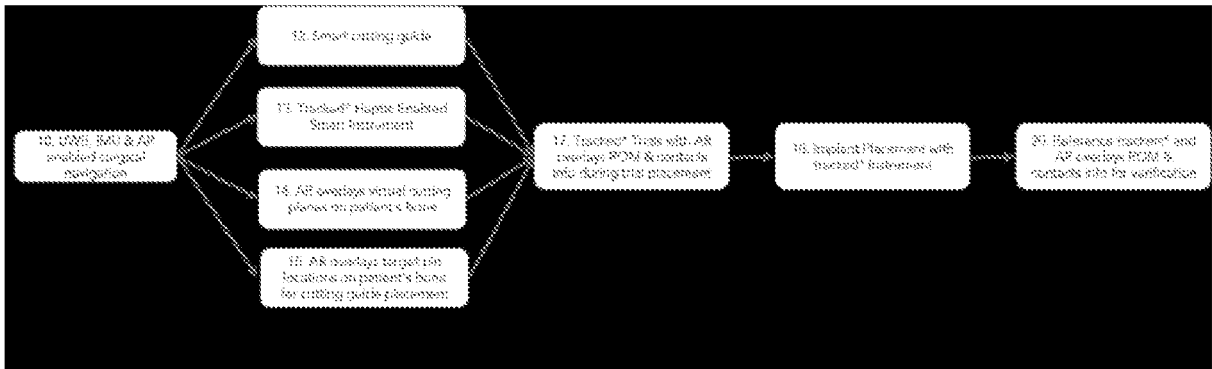 10. UWB, IMU & AR
enabled surgical
navigation
12. Smart cutting guide
13. Tracked* Haptic Enabled
Smart Instrument
14. AR overlays virtual cutting
planes on patient's bone
15. AR overlays target pin
locations on patient's bone
for cutting guide placement
17. Tracked* Trials with AR
overlays ROM & contacts
info during trial placement
Implant Placement with
tracked* instrument
20. Reference trackers* and
AR overlays ROM &
contacts info for verification